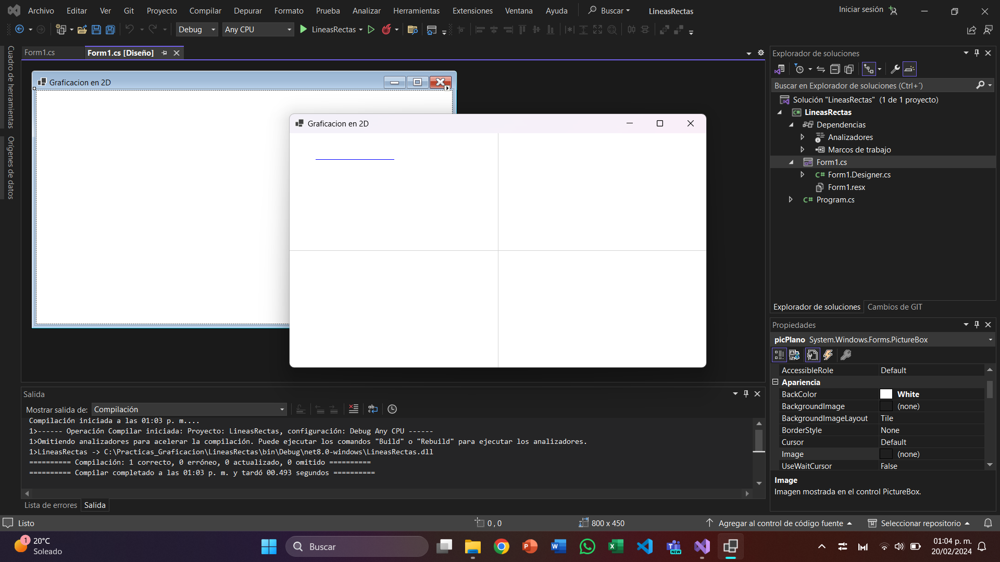 Archivo Editar Ver Git Proyecto Compilar Depurar Formato Prueba Analizar Herramientas Extensiones Ventana Ayuda Buscar LineasRectas Iniciar sesión
Debug Any CPU LineasRectas
Cuadro de herramientas
Orígenes de datos
Form1.cs Form1.cs [Diseño]
Graficacion en 2D
Graficacion en 2D
Explorador de soluciones
Buscar en Explorador de soluciones (Ctrl+´)
Solución "LineasRectas" (1 de 1 proyecto)
C# LineasRectas
Dependencias
Analizadores
Marcos de trabajo
Form1.cs
C# Form1.Designer.cs
Form1.resx
C# Program.cs
Explorador de soluciones Cambios de GIT
Propiedades
picPlano System.Windows.Forms.PictureBox
AccessibleRole Default
Apariencia
BackColor White
BackgroundImage (none)
BackgroundImageLayout Tile
BorderStyle None
Cursor Default
Image (none)
UseWaitCursor False
Image
Imagen mostrada en el control PictureBox.
Salida
Mostrar salida de: Compilación
Compilación iniciada a las 01:03 p. m....
1>------ Operación Compilar iniciada: Proyecto: LineasRectas, configuración: Debug Any CPU ------
1>Omitiendo analizadores para acelerar la compilación. Puede ejecutar los comandos "Build" o "Rebuild" para ejecutar los analizadores.
1>LineasRectas -> C:\Practicas_Graficacion\LineasRectas\bin\Debug\net8.0-windows\LineasRectas.dll
========== Compilación: 1 correcto, 0 erróneo, 0 actualizado, 0 omitido ==========
========== Compilar completado a las 01:03 p. m. y tardó 00.493 segundos ==========
Lista de errores Salida
Listo 0 , 0 800 x 450 Agregar al control de código fuente Seleccionar repositorio
1 20°C
Soleado
Buscar
NEW
01:04 p. m.
20/02/2024